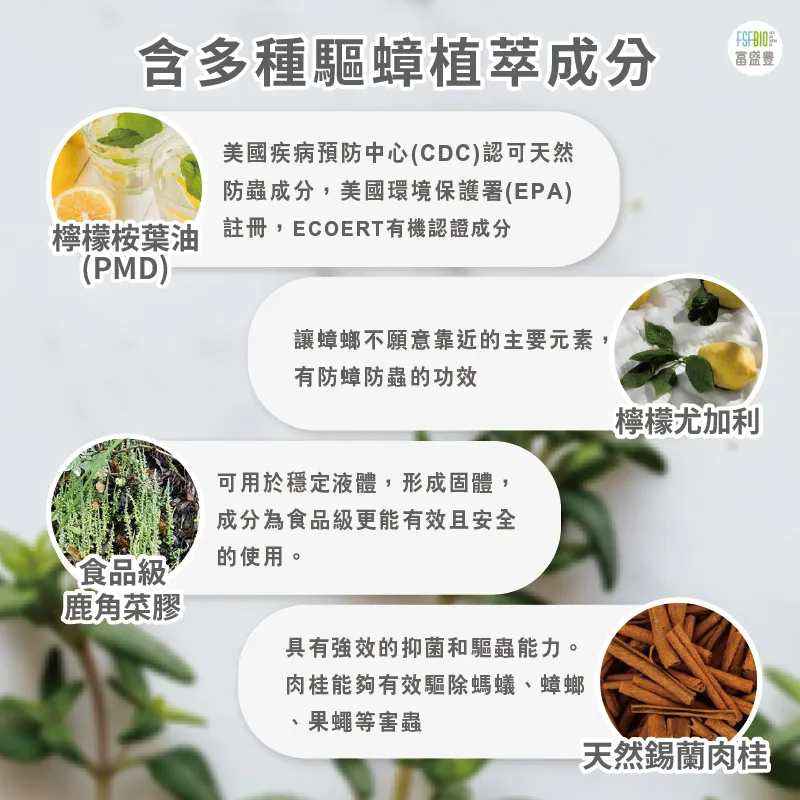 含多種驅蟑植萃成分
FSFBIO
富盛豐
美國疾病預防中心(CDC)認可天然
防蟲成分，美國環境保護署(EPA)
註冊，ECOERT有機認證成分
檸檬桉葉油
(PMD)
讓蟑螂不願意靠近的主要元素，
有防蟑防蟲的功效
檸檬尤加利
可用於穩定液體，形成固體，
成分為食品級更能有效且安全
的使用。
食品級
鹿角菜膠
具有強效的抑菌和驅蟲能力。
肉桂能夠有效驅除螞蟻、蟑螂
、果蠅等害蟲
天然錫蘭肉桂